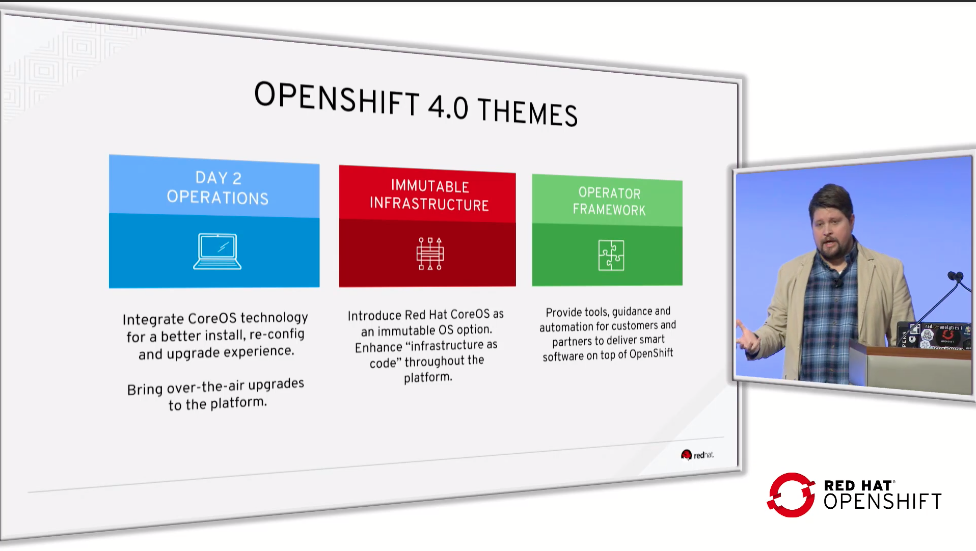 OPENSHIFT 4.0 THEMES
DAY 2
OPERATIONS
Integrate CoreOS technology
for a better install, re-config
and upgrade experience.
Bring over-the-air upgrades
to the platform.
IMMUTABLE
INFRASTRUCTURE
Introduce Red Hat CoreOS as
an immutable OS option.
Enhance “infrastructure as
code” throughout the
platform.
OPERATOR
FRAMEWORK
Provide tools, guidance and
automation for customers and
partners to deliver smart
software on top of OpenShift
redhat.
RED HAT®
OPENSHIFT